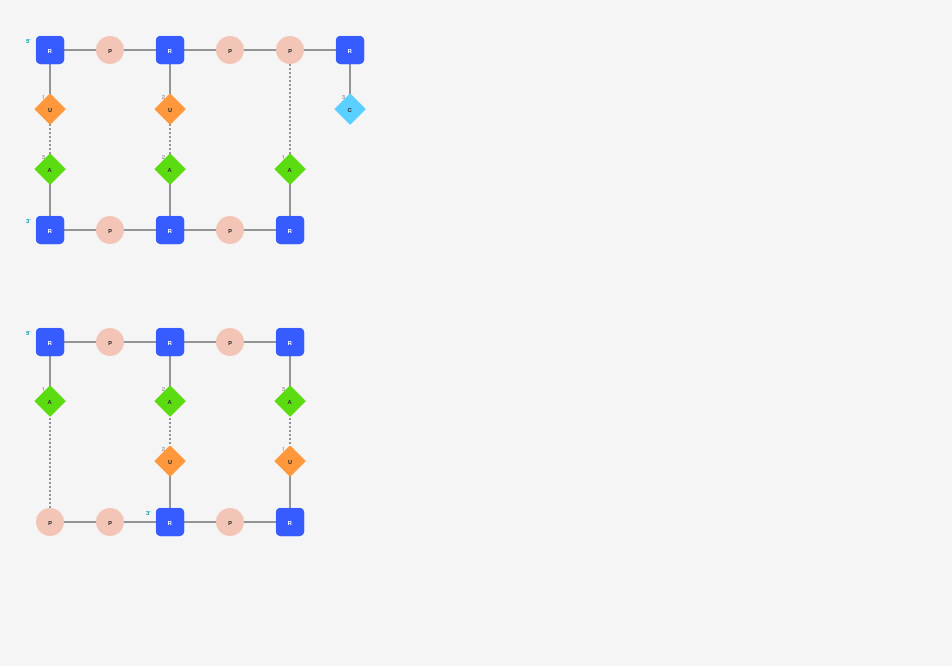 5' R P R P P R
1 U 2 U 3 C
3 A 2 A 1 A
3' R P R P R
5' R P R P R
1 A 2 A 3 A
2 U 1 U
P P 3' R P R